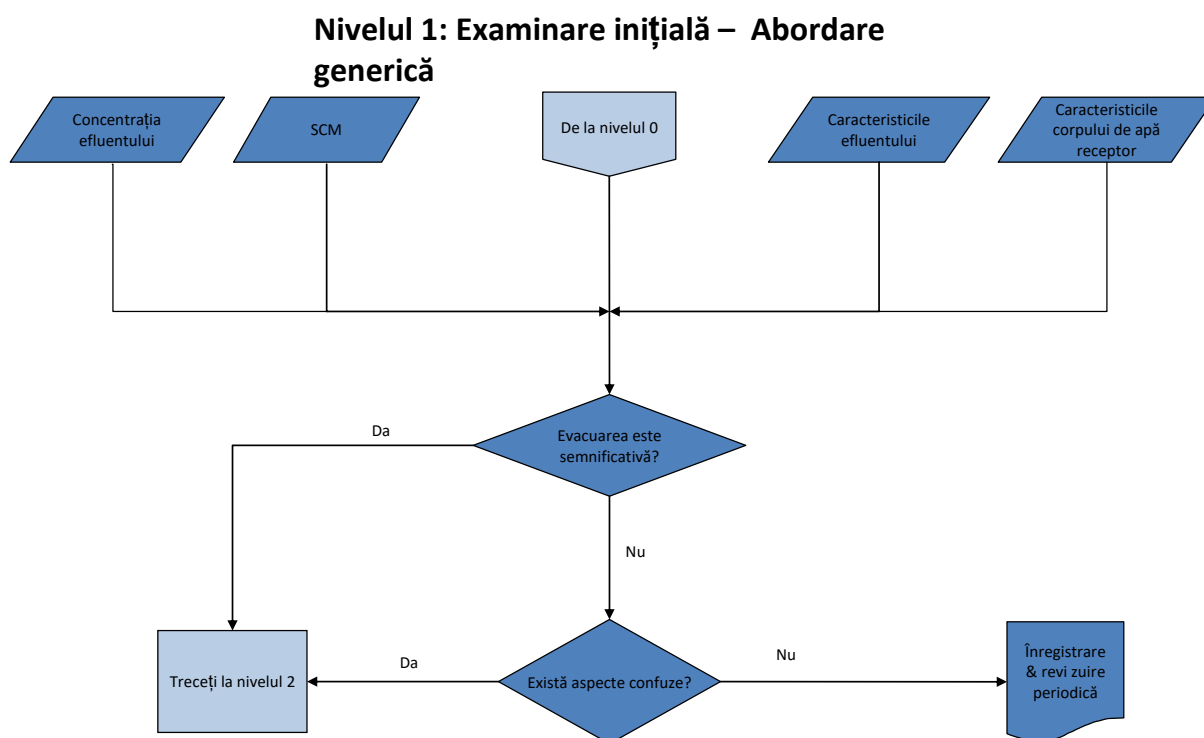 Nivelul 1: Examinare inițială – Abordare
generică
Concentrația
efluentului
SCM
De la nivelul 0
Caracteristicile
efluentului
Caracteristicile
corpului de apă
receptor
Evacuarea este
semnificativă?
Da
Nu
Treceți la nivelul 2
Da
Există aspecte confuze?
Nu
Înregistrare
& revi zuire
periodică